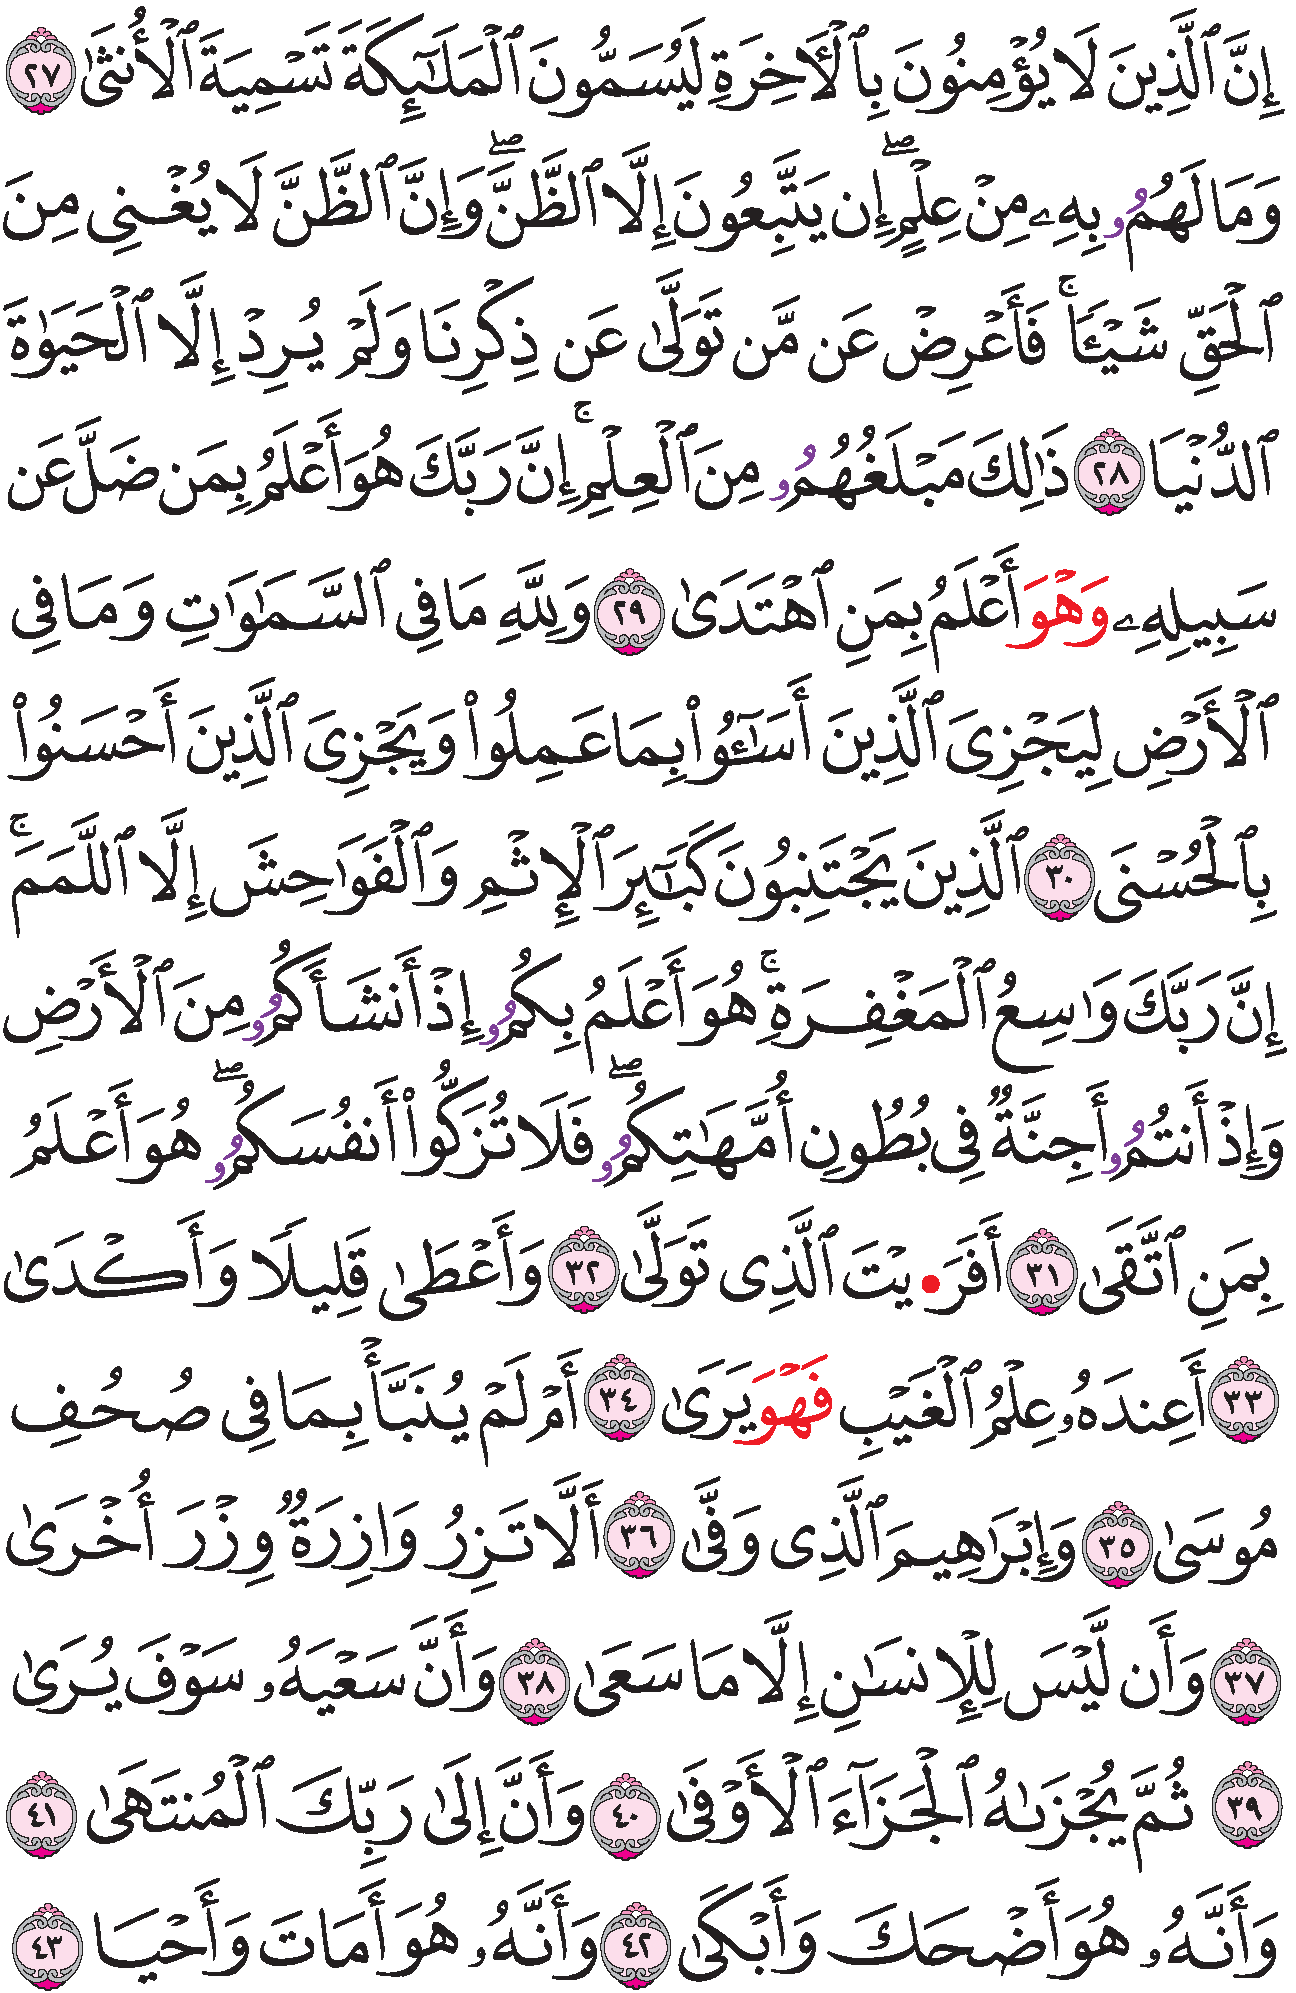 إِنَّ ٱلَّذِينَ لَا يُؤۡمِنُونَ بِٱلۡأٓخِرَةِ لَيُسَمُّونَ ٱلۡمَلَٰٓئِكَةَ تَسۡمِيَةَ ٱلۡأُنثَىٰ ٢٧
وَمَا لَهُمُۥ بِهِۦ مِنۡ عِلۡمٍۖ إِن يَتَّبِعُونَ إِلَّا ٱلظَّنَّۖ وَإِنَّ ٱلظَّنَّ لَا يُغۡنِي مِنَ
ٱلۡحَقِّ شَيۡـٔٗاۚ فَأَعۡرِضۡ عَن مَّن تَوَلَّىٰ عَن ذِكۡرِنَا وَلَمۡ يُرِدۡ إِلَّا ٱلۡحَيَوٰةَ
ٱلدُّنۡيَا ٢٨ ذَٰلِكَ مَبۡلَغُهُمُۥ مِنَ ٱلۡعِلۡمِۚ إِنَّ رَبَّكَ هُوَ أَعۡلَمُ بِمَن ضَلَّ عَن
سَبِيلِهِۦ وَهۡوَ أَعۡلَمُ بِمَنِ ٱهۡتَدَىٰ ٢٩ وَلِلَّهِ مَا فِي ٱلسَّمَٰوَٰتِ وَمَا فِي
ٱلۡأَرۡضِ لِيَجۡزِيَ ٱلَّذِينَ أَسَٰٓـُٔواْ بِمَا عَمِلُواْ وَيَجۡزِيَ ٱلَّذِينَ أَحۡسَنُواْ
بِٱلۡحُسۡنَى ٣٠ ٱلَّذِينَ يَجۡتَنِبُونَ كَبَٰٓئِرَ ٱلۡإِثۡمِ وَٱلۡفَوَٰحِشَ إِلَّا ٱللَّمَمَۚ
إِنَّ رَبَّكَ وَٰسِعُ ٱلۡمَغۡفِرَةِۚ هُوَ أَعۡلَمُ بِكُمُۥ إِذۡ أَنشَأَكُمُۥ مِنَ ٱلۡأَرۡضِ
وَإِذۡ أَنتُمُۥ أَجِنَّةٞ فِي بُطُونِ أُمَّهَٰتِكُمُۥۖ فَلَا تُزَكُّوٓاْ أَنفُسَكُمُۥۖ هُوَ أَعۡلَمُ
بِمَنِ ٱتَّقَىٰ ٣١ أَفَرَ•يۡتَ ٱلَّذِي تَوَلَّىٰ ٣٢ وَأَعۡطَىٰ قَلِيلٗا وَأَكۡدَىٰ
٣٣ أَعِندَهُۥ عِلۡمُ ٱلۡغَيۡبِ فَهۡوَ يَرَىٰ ٣٤ أَمۡ لَمۡ يُنَبَّأۡ بِمَا فِي صُحُفِ
مُوسَىٰ ٣٥ وَإِبۡرَٰهِيمَ ٱلَّذِي وَفَّىٰ ٣٦ أَلَّا تَزِرُ وَازِرَةٞ وِزۡرَ أُخۡرَىٰ
٣٧ وَأَن لَّيۡسَ لِلۡإِنسَٰنِ إِلَّا مَا سَعَىٰ ٣٨ وَأَنَّ سَعۡيَهُۥ سَوۡفَ يُرَىٰ
٣٩ ثُمَّ يُجۡزَىٰهُ ٱلۡجَزَآءَ ٱلۡأَوۡفَىٰ ٤٠ وَأَنَّ إِلَىٰ رَبِّكَ ٱلۡمُنتَهَىٰ ٤١
وَأَنَّهُۥ هُوَ أَضۡحَكَ وَأَبۡكَىٰ ٤٢ وَأَنَّهُۥ هُوَ أَمَاتَ وَأَحۡيَا ٤٣